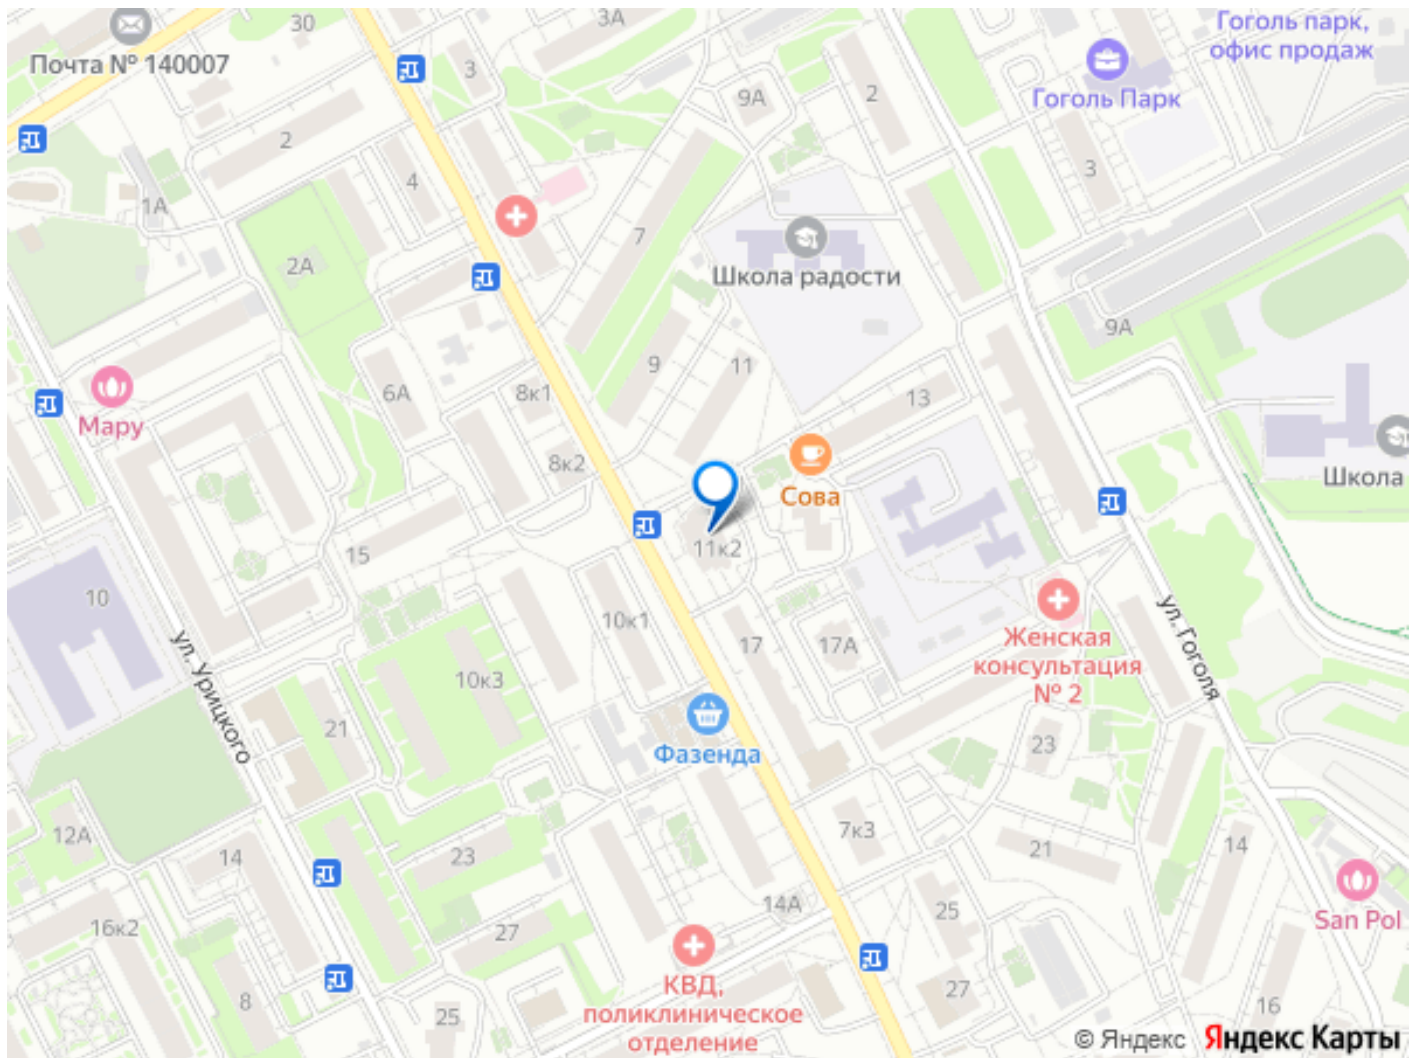 30
3А
Гоголь парк,
офис продаж
Почта № 140007
3
9А
2
Гоголь Парк
2
4
3
1А
7
2А
Школа радости
9А
9
11
6А
8к1
13
Мару
8к2
Сова
Школа
11к2
15
10
10к1
17
17А
Женская
консультация
№ 2
ул. Гоголя
ул. Урицкого
10к3
21
23
Фазенда
12А
14
23
7к3
21
14
14А
25
San Pol
16к2
27
КВД,
поликлиническое
отделение
8
25
27
16
© Яндекс Яндекс Карты